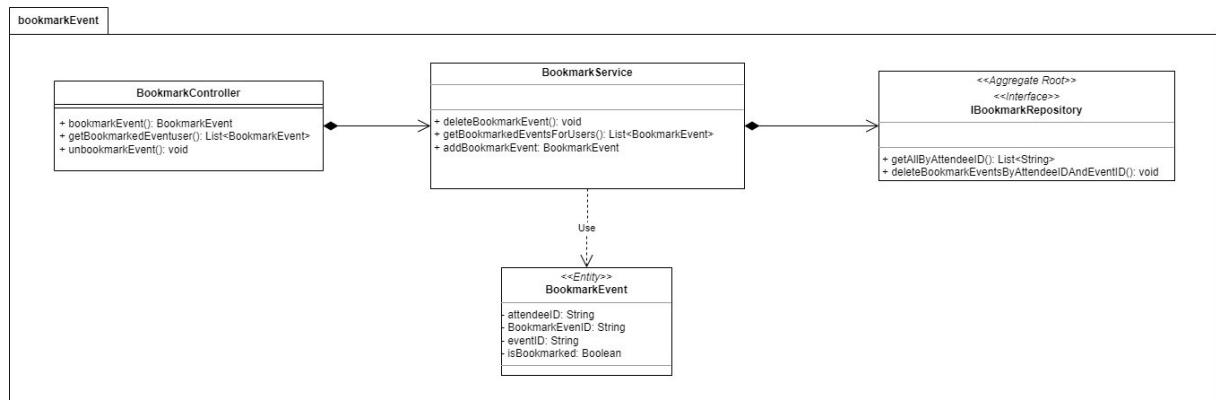 bookmarkEvent
BookmarkController
+ bookmarkEvent(): BookmarkEvent
+ getBookmarkedEventuser(): List<BookmarkEvent>
+ unbookmarkEvent(): void
BookmarkService
+ deleteBookmarkEvent(): void
+ getBookmarkedEventsForUsers(): List<BookmarkEvent>
+ addBookmarkEvent: BookmarkEvent
<<Aggregate Root>>
<<Interface>>
IBookmarkRepository
+ getAllByAttendeeID(): List<String>
+ deleteBookmarkEventsByAttendeeIDAndEventID(): void
Use
<<Entity>>
BookmarkEvent
- attendeeID: String
- BookmarkEvenID: String
- eventID: String
- isBookmarked: Boolean